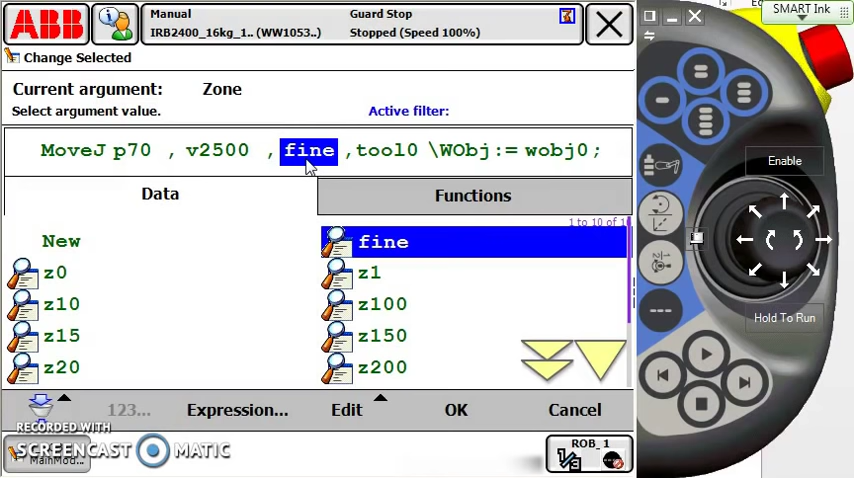 ABB
Manual
IRB2400_16kg_1.. (WW1053..)
Guard Stop
Stopped (Speed 100%)
SMART Ink
Change Selected
Current argument: Zone
Select argument value.
Active filter:
MoveJ p70 , v2500 , fine ,tool0 \WObj:= wobj0;
Data
Functions
1 to 10 of 1
New
fine
z0
z1
z10
z100
z15
z150
z20
z200
123...
Expression...
Edit
OK
Cancel
RECORDED WITH
SCREENCAST MATIC
MainMod...
ROB_1
1/3
Enable
Hold To Run